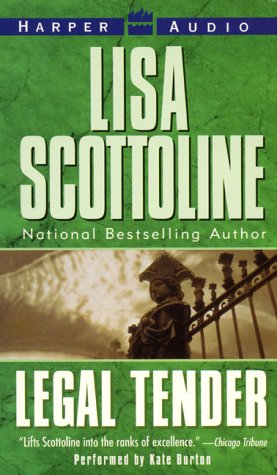 HARPER AUDIO
LISA
SCOTTOLINE
National Bestselling Author
LEGAL TENDER
"Lifts Scottoline into the ranks of excellence." —Chicago Tribune
Performed by Kate Burton